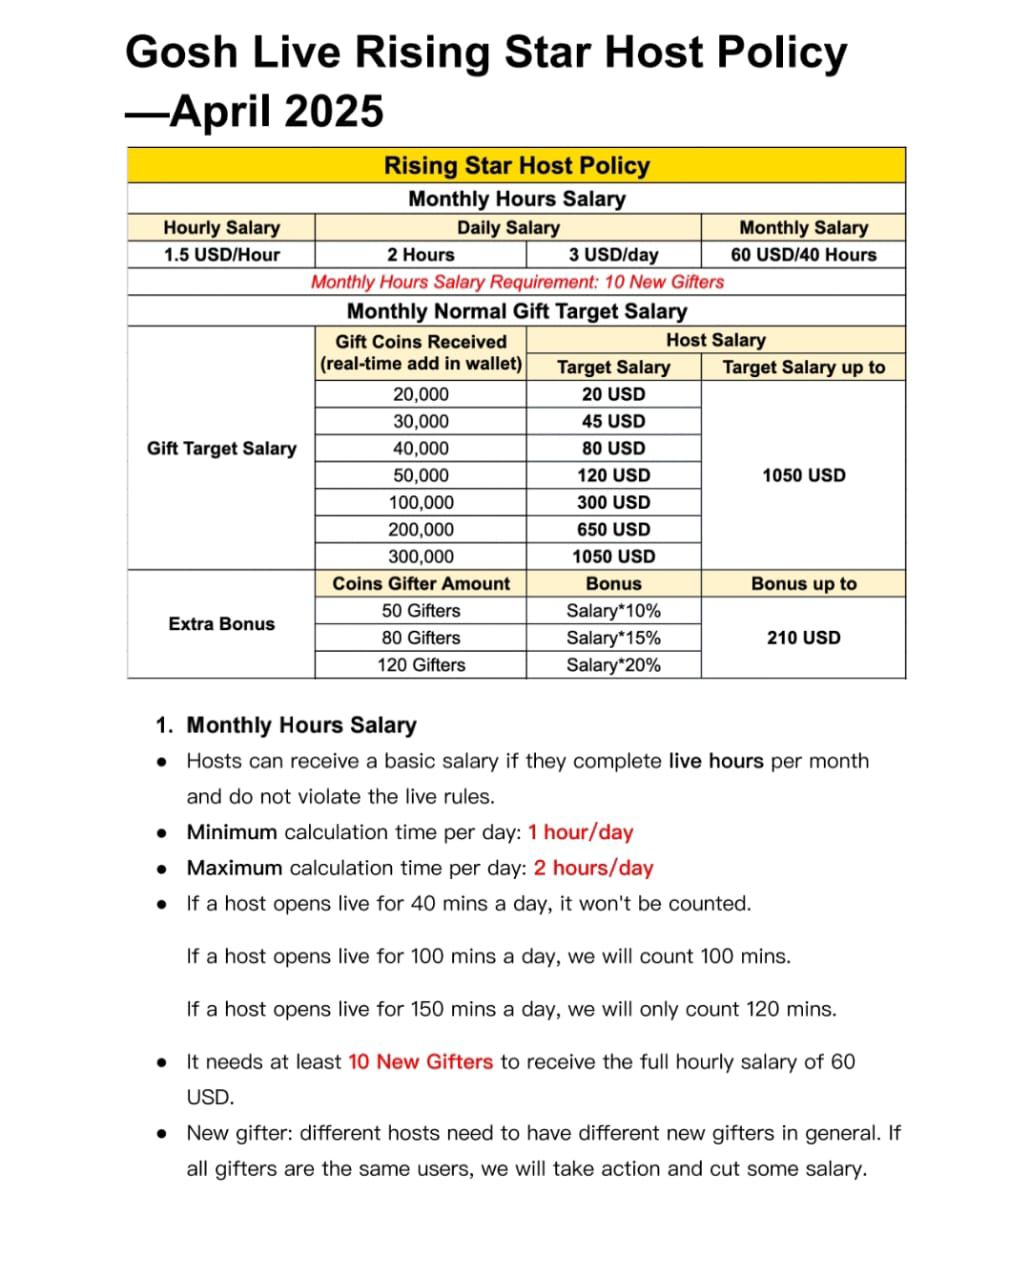 Gosh Live Rising Star Host Policy
—April 2025
Rising Star Host Policy
Monthly Hours Salary
Hourly Salary Daily Salary Monthly Salary
1.5 USD/Hour 2 Hours 3 USD/day 60 USD/40 Hours
Monthly Hours Salary Requirement: 10 New Gifters
Monthly Normal Gift Target Salary
Gift Target Salary
Gift Coins Received
(real-time add in wallet)
Host Salary
Target Salary Target Salary up to
20,000 20 USD
30,000 45 USD
40,000 80 USD
50,000 120 USD
100,000 300 USD
200,000 650 USD
300,000 1050 USD
1050 USD
Extra Bonus
Coins Gifter Amount Bonus Bonus up to
50 Gifters Salary*10%
80 Gifters Salary*15%
120 Gifters Salary*20%
210 USD
1. Monthly Hours Salary
● Hosts can receive a basic salary if they complete live hours per month
and do not violate the live rules.
● Minimum calculation time per day: 1 hour/day
● Maximum calculation time per day: 2 hours/day
● If a host opens live for 40 mins a day, it won't be counted.
If a host opens live for 100 mins a day, we will count 100 mins.
If a host opens live for 150 mins a day, we will only count 120 mins.
● It needs at least 10 New Gifters to receive the full hourly salary of 60
USD.
● New gifter: different hosts need to have different new gifters in general. If
all gifters are the same users, we will take action and cut some salary.